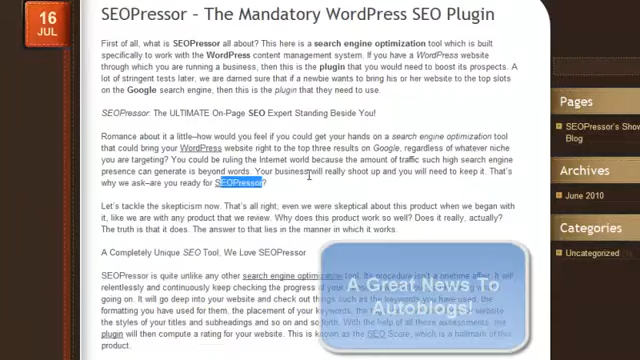 16
JUL
SEOPressor – The Mandatory WordPress SEO Plugin
First of all, what is SEOPressor all about? This here is a search engine optimization tool which is built
specifically to work with the WordPress content management system. If you have a WordPress website
through which you are running a business, then this is the plugin that you would need to boost its prospects. A
lot of stringent tests later, we are darned sure that if a newbie wants to bring his or her website to the top slots
on the Google search engine, then this is the plugin that they need to use.
SEOPressor: The ULTIMATE On-Page SEO Expert Standing Beside You!
Romance about it a little–how would you feel if you could get your hands on a search engine optimization tool
that could bring your WordPress website right to the top three results on Google, regardless of whatever niche
you are targeting? You could be ruling the Internet world because the amount of traffic such high search engine
presence can generate is beyond words. Your business will really shoot up and you will need to keep it. That's
why we ask–are you ready for SEOPressor?
Let's tackle the skepticism now. That's all right, even we were skeptical about this product when we began with
it, like we are with any product that we review. Why does this product work so well? Does it really, actually?
The truth is that it does. The answer to that lies in the manner in which it works.
A Completely Unique SEO Tool, We Love SEOPressor
SEOPressor is quite unlike any other search engine optimization tool. Its procedure isn't a onetime affair. It will
relentlessly and continuously keep checking the progress of your
going on. It will go deep into your website and check out things such as the keywords you have used, the
formatting you have used for them, the placement of your keywords, the
the styles of your titles and subheadings and so on and so forth. With the help of all these assessments, the
plugin will then compute a rating for your website. This is known as the SEO Score, which is a hallmark of this
product.
A Great News To
Autoblogs!
Pages
SEOPressor's Show
Blog
Archives
June 2010
Categories
Uncategorized